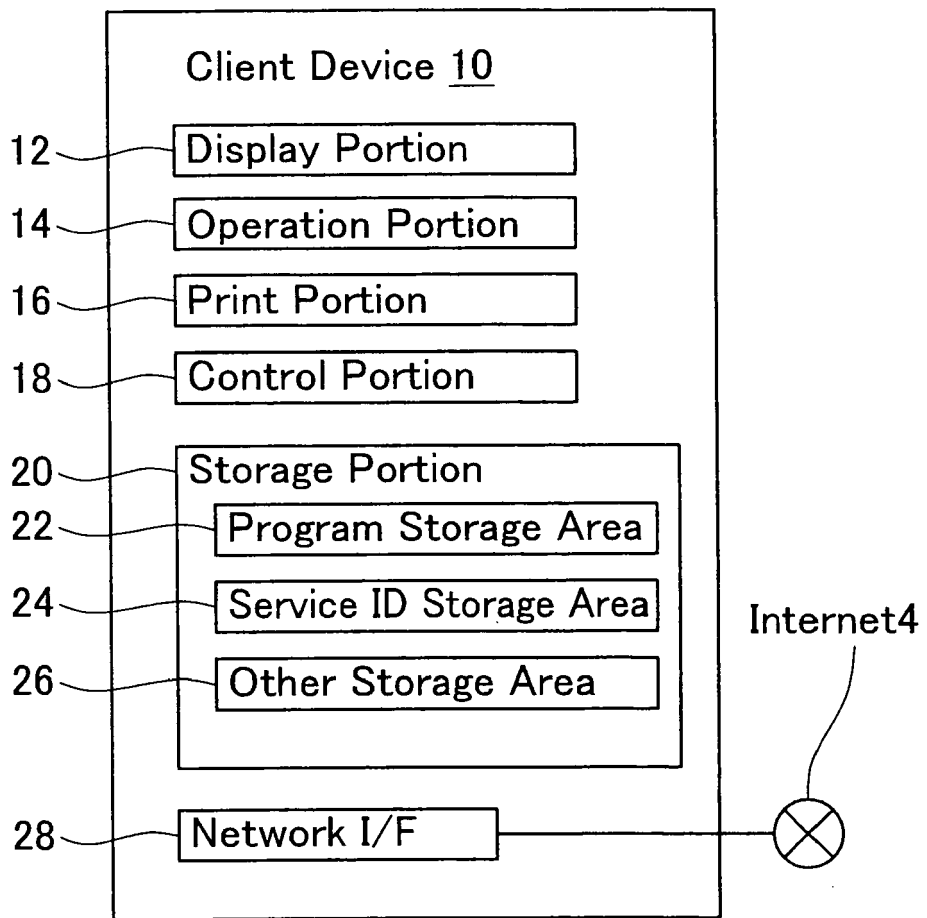 Client Device 10
12 Display Portion
14 Operation Portion
16 Print Portion
18 Control Portion
20 Storage Portion
22 Program Storage Area
24 Service ID Storage Area
Internet4
26 Other Storage Area
28 Network I/F